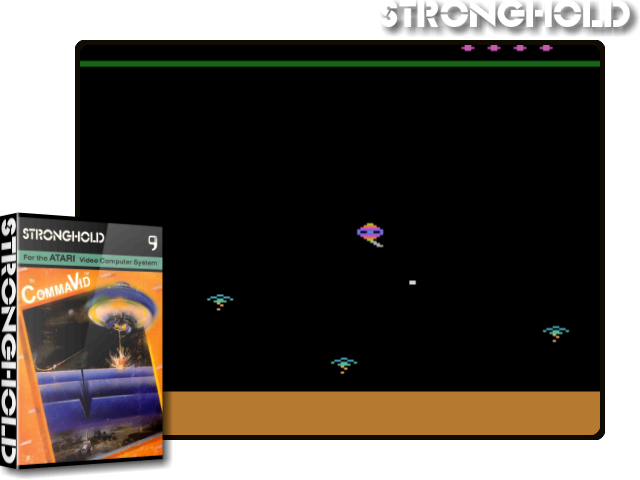 STRONGHOLD
STRONGHOLD
STRONGHOLD
9
For the ATARI Video Computer System
COMMAVID